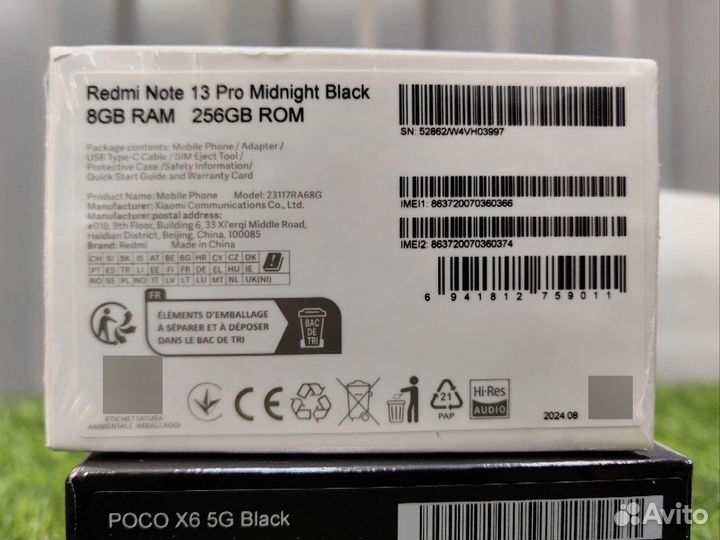 Redmi Note 13 Pro Midnight Black
8GB RAM 256GB ROM
Package contents: Mobile Phone / Adapter /
USB Type-C Cable / SIM Eject Tool /
Protective Case /Safety Information/
Quick Start Guide and Warranty Card
Product Name: Mobile Phone Model: 23117RA68G
Manufacturer: Xiaomi Communications Co., Ltd.
Manufacturer postal address:
#019, 9th Floor, Building 6, 33 Xi'erqi Middle Road,
Haidian District, Beijing, China, 100085
Brand: Redmi Made in China
CH SI SK IS AT BE BG HR CY CZ DK
PT ES TR LI EE FI FR DE EL HU IE
RO SE PL NO IT LV LT LU MT NL UK(NI)
SN: 52862/W4VH03997
IMEI1: 863720070360366
IMEI2: 863720070360374
6 941812 759011
FR
ÉLÉMENTS D'EMBALLAGE
À SÉPARER ET À DÉPOSER
DANS LE BAC DE TRI
BAC
DE
TRI
ETICHETTATURA
AMBIENTALE IMBALLAGGI
CE
21
PAP
Hi-Res
AUDIO
2024.08
POCO X6 5G Black
Avito